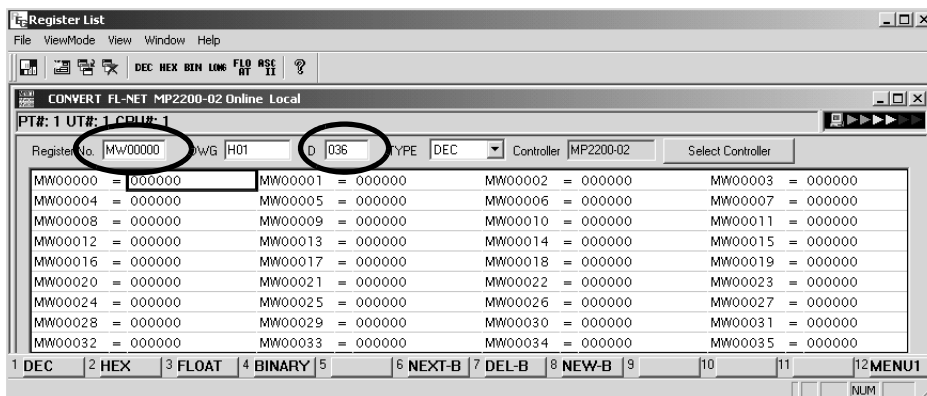 Register List
File ViewMode View Window Help
DEC HEX BIN LONG FLOAT ASCII ?
CONVERT FL-NET MP2200-02 Online Local
PT#: 1 UT#: 1 CPU#: 1
Register No. MW00000 DWG H01 D 036 TYPE DEC Controller MP2200-02 Select Controller
MW00000 = 000000 MW00001 = 000000 MW00002 = 000000 MW00003 = 000000
MW00004 = 000000 MW00005 = 000000 MW00006 = 000000 MW00007 = 000000
MW00008 = 000000 MW00009 = 000000 MW00010 = 000000 MW00011 = 000000
MW00012 = 000000 MW00013 = 000000 MW00014 = 000000 MW00015 = 000000
MW00016 = 000000 MW00017 = 000000 MW00018 = 000000 MW00019 = 000000
MW00020 = 000000 MW00021 = 000000 MW00022 = 000000 MW00023 = 000000
MW00024 = 000000 MW00025 = 000000 MW00026 = 000000 MW00027 = 000000
MW00028 = 000000 MW00029 = 000000 MW00030 = 000000 MW00031 = 000000
MW00032 = 000000 MW00033 = 000000 MW00034 = 000000 MW00035 = 000000
1 DEC 2 HEX 3 FLOAT 4 BINARY 5 6 NEXT-B 7 DEL-B 8 NEW-B 9 10 11 12 MENU1
NUM